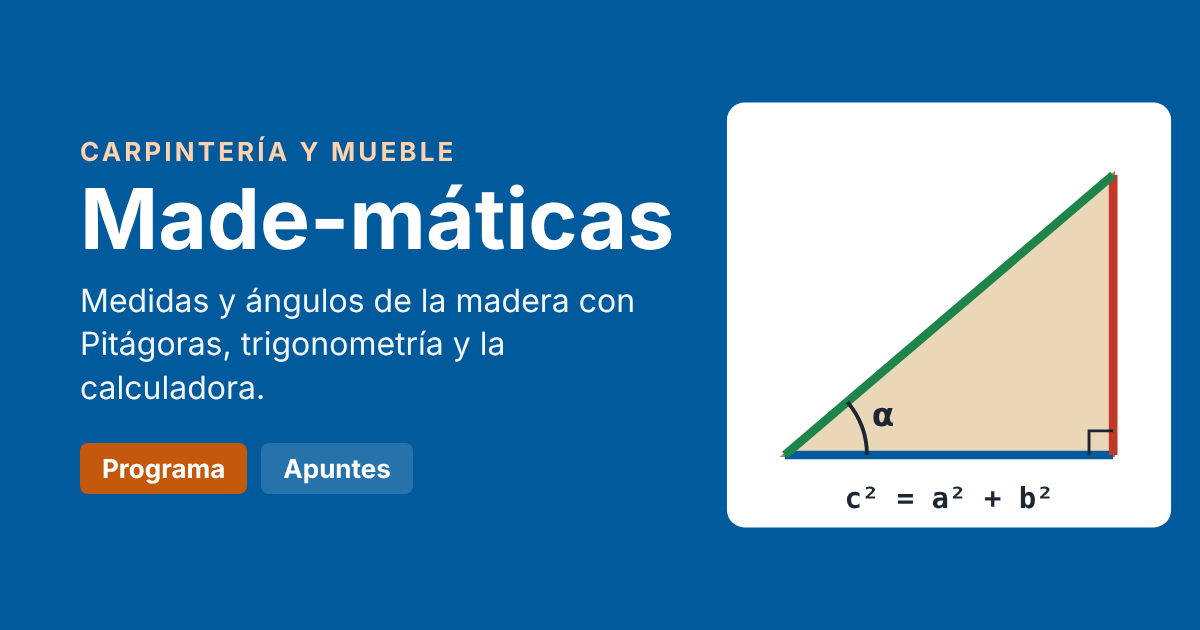 CARPINTERÍA Y MUEBLE
Made-máticas
Medidas y ángulos de la madera con
Pitágoras, trigonometría y la
calculadora.
Programa
Apuntes
α
c² = a² + b²